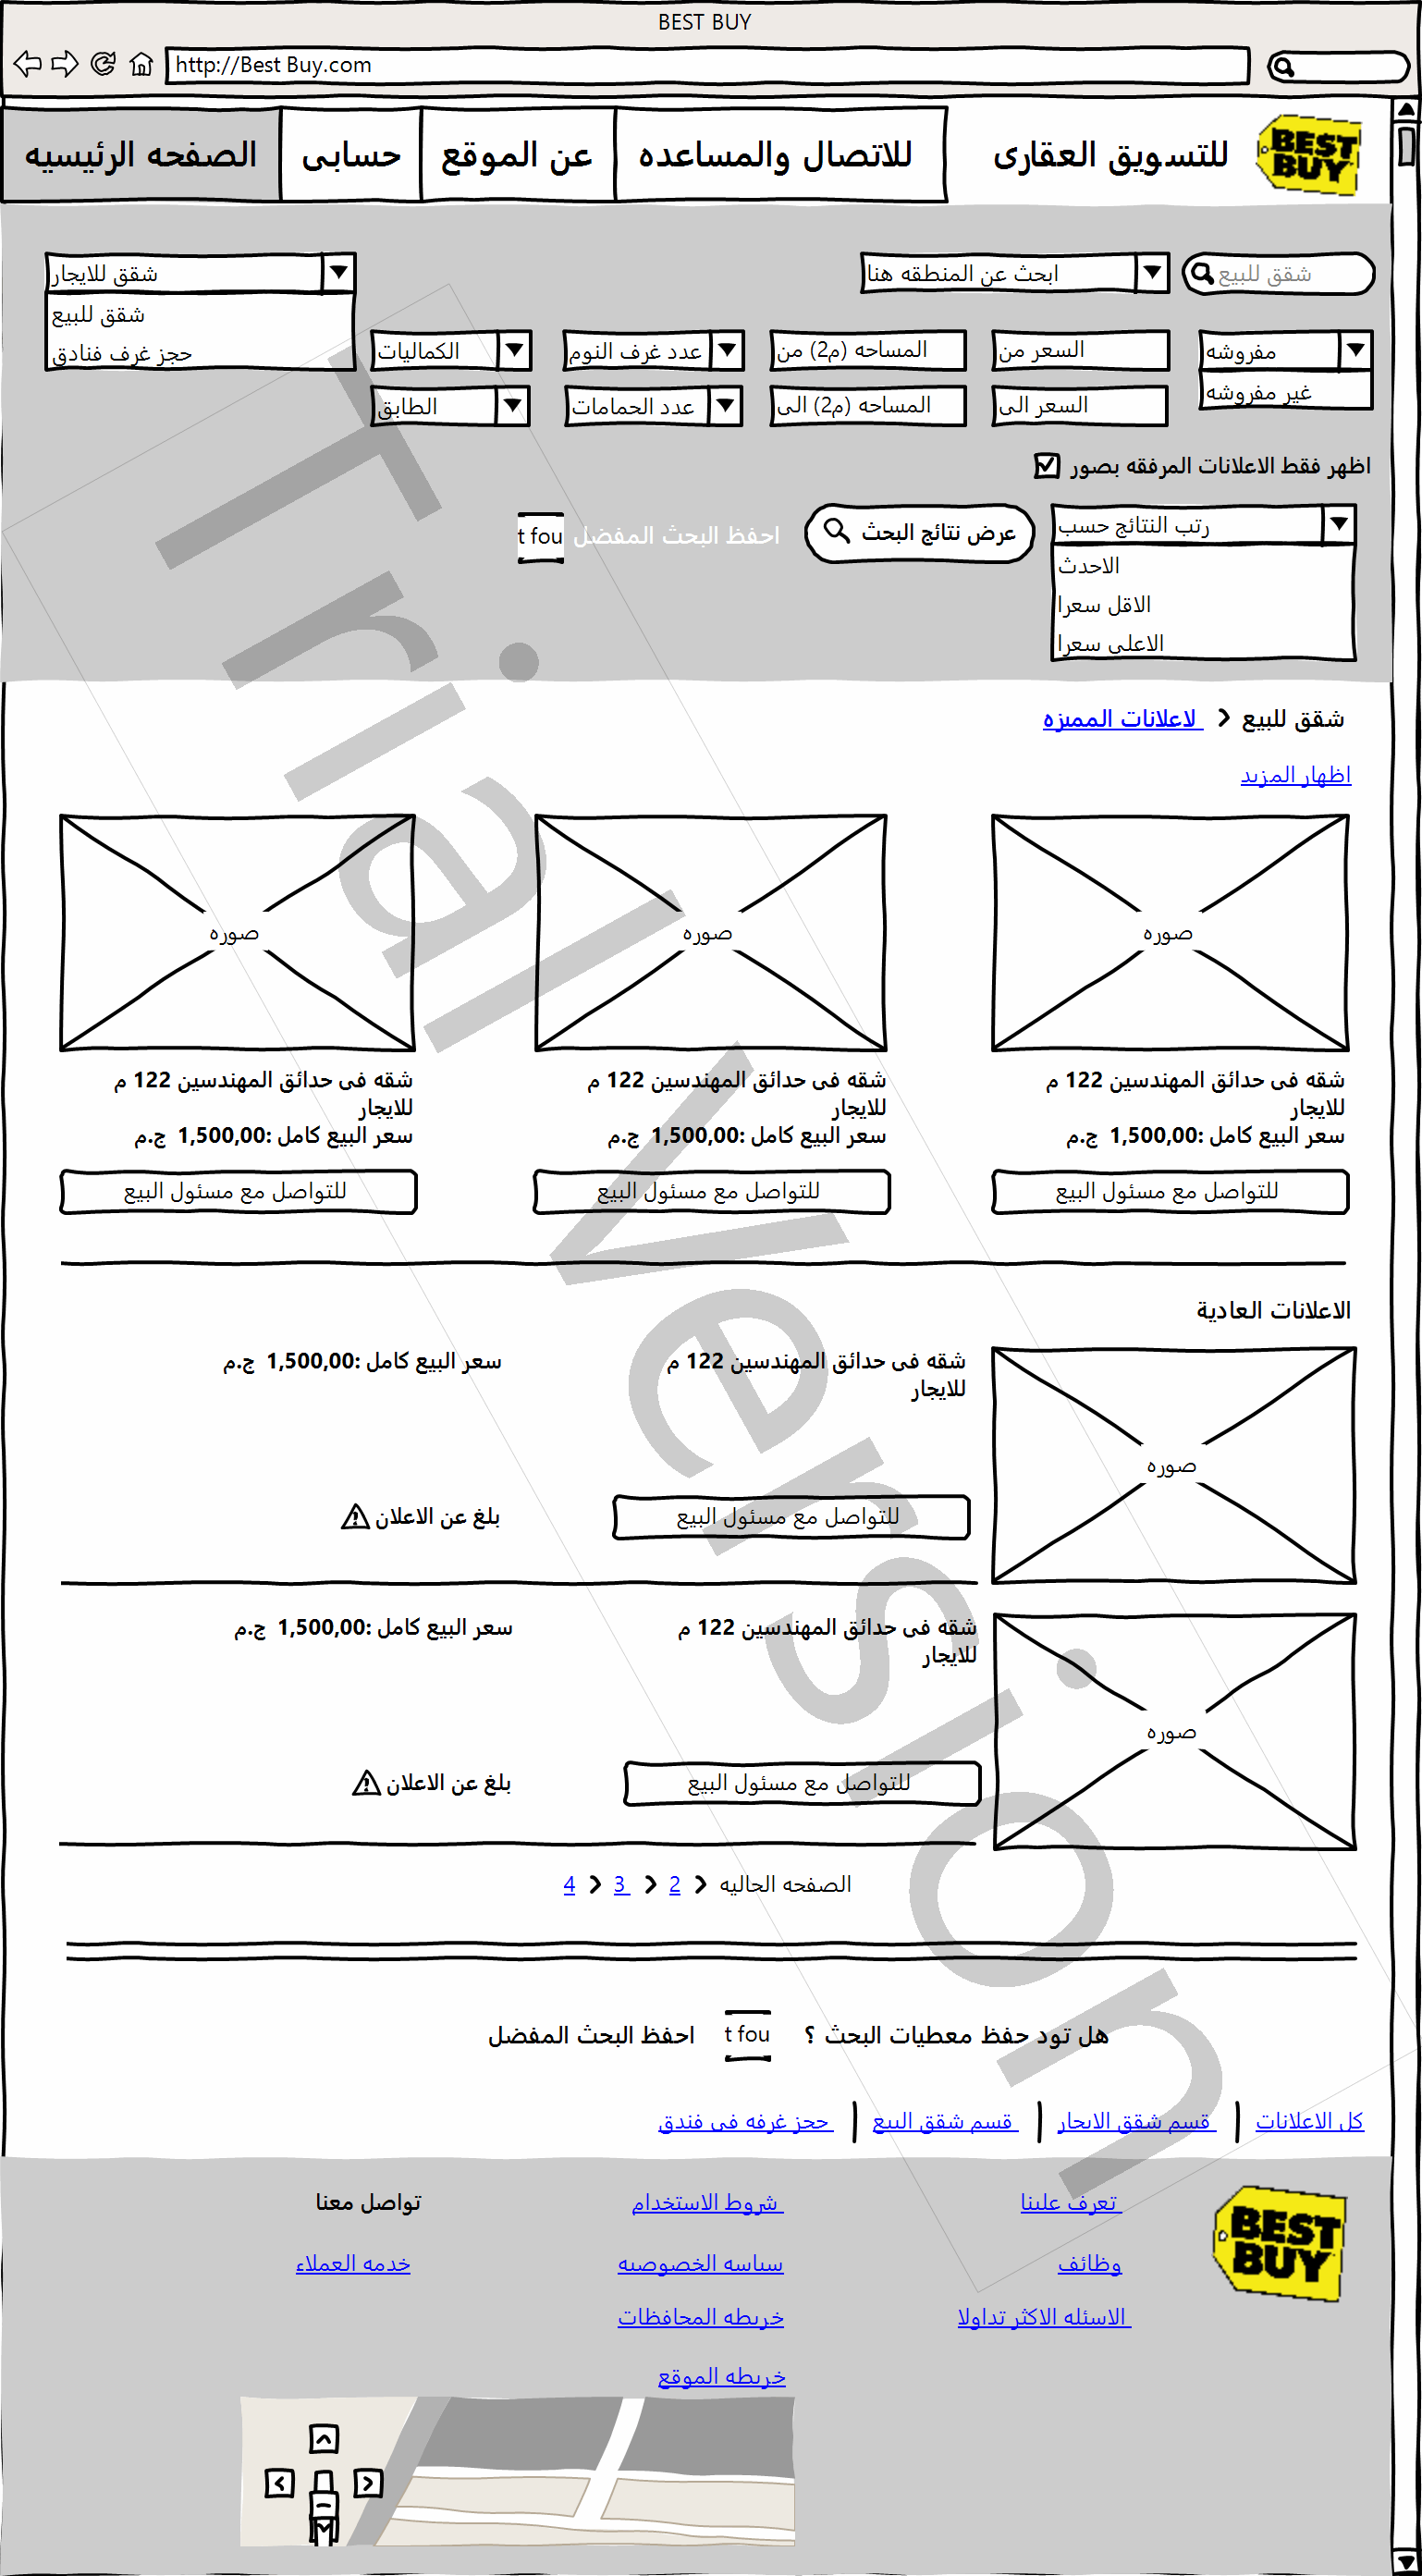 BEST BUY
http://Best Buy.com
BEST BUY
للتسويق العقارى
للاتصال والمساعده
عن الموقع
حسابى
الصفحه الرئيسيه
شقق للبيع
ابحث عن المنطقه هنا
شقق للايجار
شقق للبيع
حجز غرف فنادق
مفروشه
غير مفروشه
السعر من
السعر الى
المساحه (م2) من
المساحه (م2) الى
عدد غرف النوم
عدد الحمامات
الكماليات
الطابق
اظهر فقط الاعلانات المرفقه بصور
رتب النتائج حسب
الاحدث
الاقل سعرا
الاعلى سعرا
عرض نتائج البحث
احفظ البحث المفضل
t fou
شقق للبيع
لاعلانات المميزه
اظهار المزيد
صوره
صوره
صوره
شقه فى حدائق المهندسين 122 م
للايجار
سعر البيع كامل :1,500,00 ج.م
للتواصل مع مسئول البيع
شقه فى حدائق المهندسين 122 م
للايجار
سعر البيع كامل :1,500,00 ج.م
للتواصل مع مسئول البيع
شقه فى حدائق المهندسين 122 م
للايجار
سعر البيع كامل :1,500,00 ج.م
للتواصل مع مسئول البيع
الاعلانات العادية
صوره
شقه فى حدائق المهندسين 122 م
للايجار
سعر البيع كامل :1,500,00 ج.م
للتواصل مع مسئول البيع
بلغ عن الاعلان
صوره
شقه فى حدائق المهندسين 122 م
للايجار
سعر البيع كامل :1,500,00 ج.م
للتواصل مع مسئول البيع
بلغ عن الاعلان
الصفحه الحاليه
2
3
4
هل تود حفظ معطيات البحث ؟
t fou
احفظ البحث المفضل
كل الاعلانات
قسم شقق الايجار
قسم شقق البيع
حجز غرفه فى فندق
BEST BUY
تعرف علينا
وظائف
الاسئله الاكثر تداولا
شروط الاستخدام
سياسه الخصوصيه
خريطه المحافظات
خريطه الموقع
تواصل معنا
خدمه العملاء
Trial Version